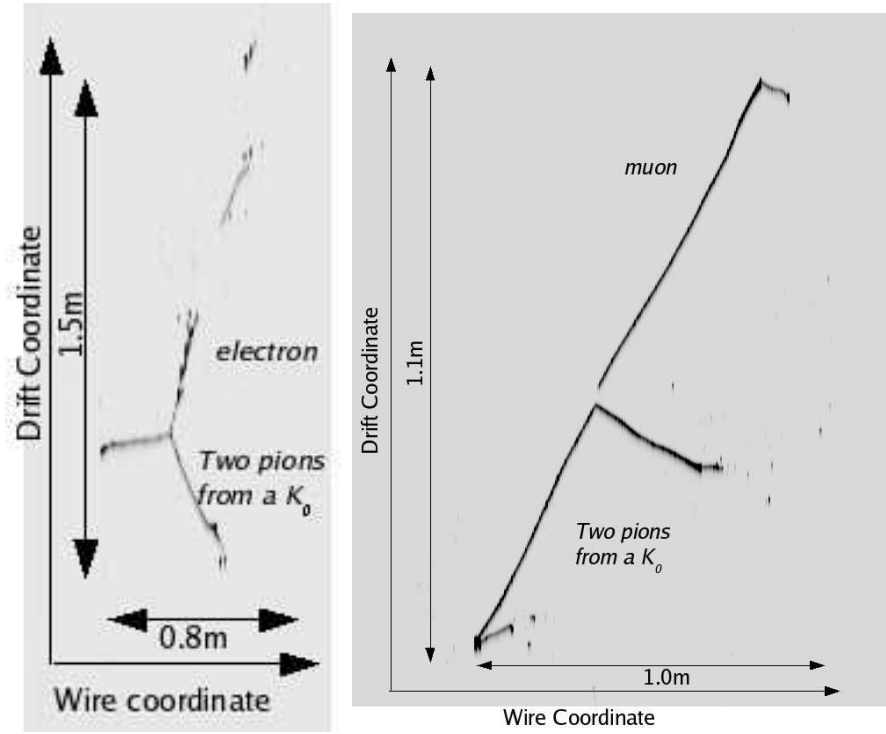 Drift Coordinate
1.5m
electron
Two pions
from a K0
0.8m
Wire coordinate
Drift Coordinate
1.1m
muon
Two pions
from a K0
1.0m
Wire Coordinate